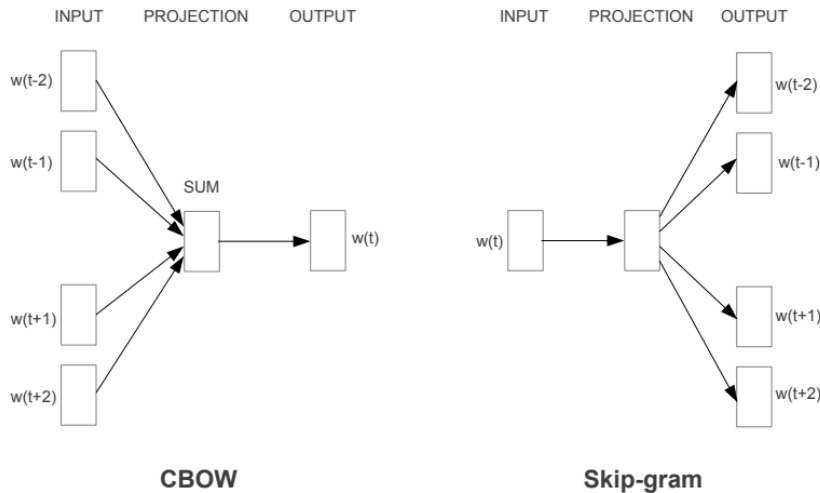 INPUT PROJECTION OUTPUT
w(t-2)
w(t-1)
SUM
w(t)
w(t+1)
w(t+2)
CBOW
INPUT PROJECTION OUTPUT
w(t-2)
w(t-1)
w(t)
w(t+1)
w(t+2)
Skip-gram